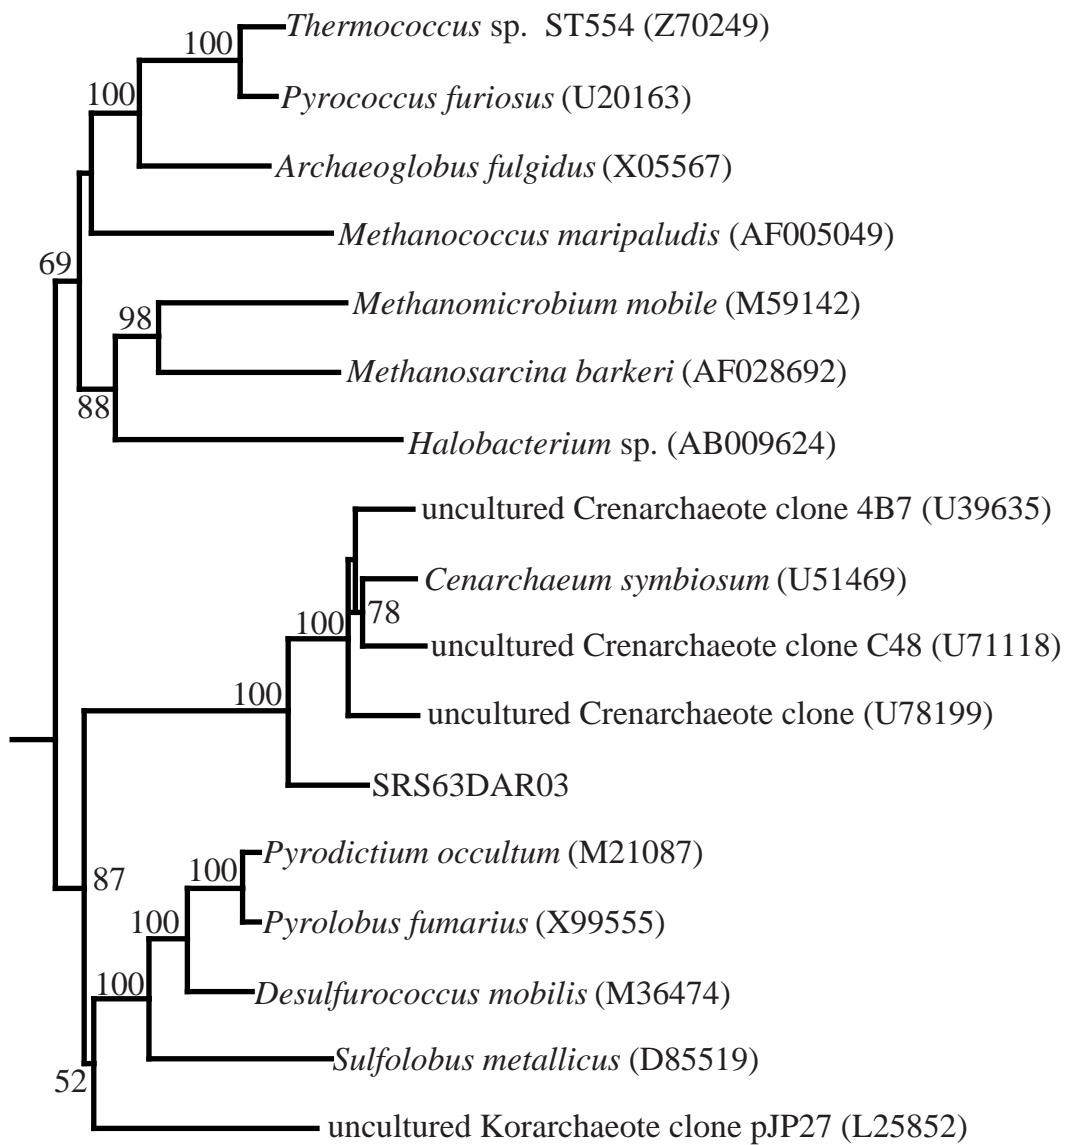 Thermococcus sp. ST554 (Z70249)
100
Pyrococcus furiosus (U20163)
100
Archaeoglobus fulgidus (X05567)
Methanococcus maripaludis (AF005049)
69
Methanomicrobium mobile (M59142)
98
Methanosarcina barkeri (AF028692)
88
Halobacterium sp. (AB009624)
uncultured Crenarchaeote clone 4B7 (U39635)
Cenarchaeum symbiosum (U51469)
78
100
uncultured Crenarchaeote clone C48 (U71118)
100
uncultured Crenarchaeote clone (U78199)
SRS63DAR03
Pyrodictium occultum (M21087)
100
87
Pyrolobus fumarius (X99555)
100
Desulfurococcus mobilis (M36474)
100
Sulfolobus metallicus (D85519)
52
uncultured Korarchaeote clone pJP27 (L25852)